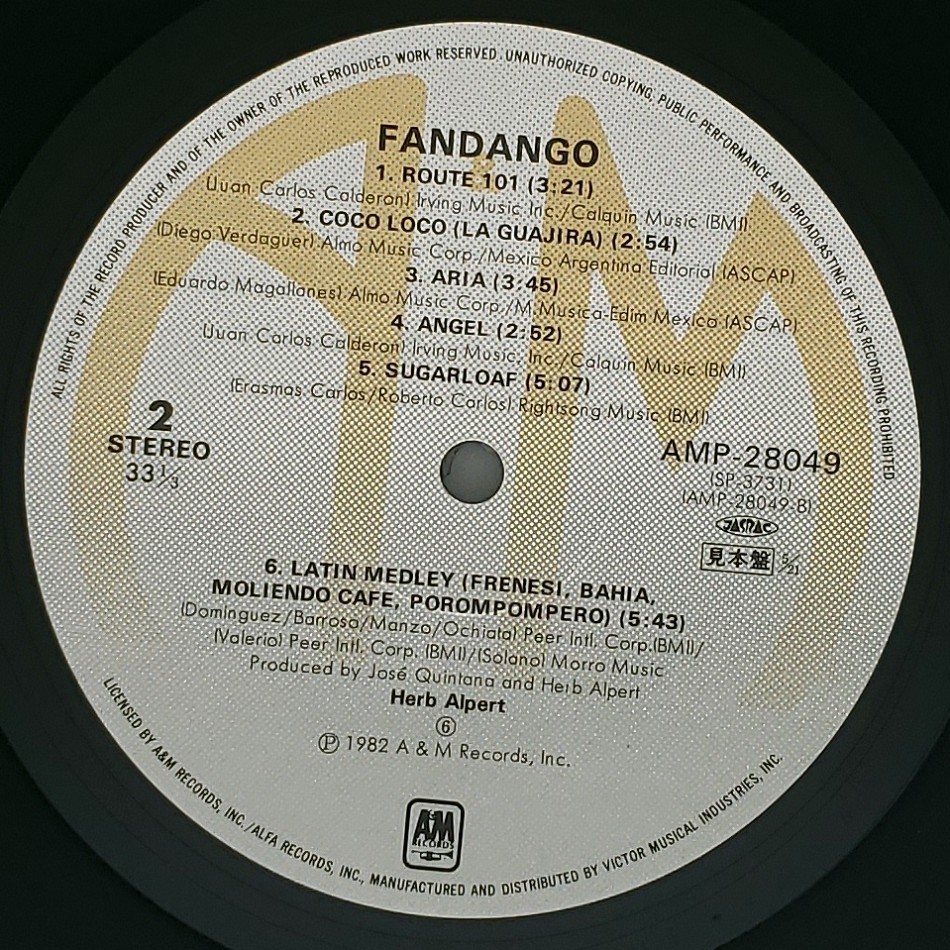 ALL RIGHTS OF THE RECORD PRODUCER AND OF THE OWNER OF THE REPRODUCED WORK RESERVED. UNAUTHORIZED COPYING, PUBLIC PERFORMANCE AND BROADCASTING OF THIS RECORDING PROHIBITED
FANDANGO
1. ROUTE 101 (3:21)
(Juan Carlos Calderon) Irving Music Inc./Calquin Music (BMI)
2. COCO LOCO (LA GUAJIRA) (2:54)
(Diego Verdaguer) Almo Music Corp./Mexico Argentina Editorial (ASCAP)
3. ARIA (3:45)
(Eduardo Magallanes) Almo Music Corp./M.Musica-Edim Mexico (ASCAP)
4. ANGEL (2:52)
(Juan Carlos Calderon) Irving Music, Inc./Calquin Music (BMI)
5. SUGARLOAF (5:07)
(Erasmas Carlos/Roberto Carlos) Rightsong Music (BMI)
2
STEREO
33 1/3
AMP-28049
(SP-3731)
(AMP-28049-B)
JASRAC
見本盤 5/21
6. LATIN MEDLEY (FRENESI, BAHIA,
MOLIENDO CAFE, POROMPOMPERO) (5:43)
(Dominguez/Barroso/Manzo/Ochiata) Peer Intl. Corp.(BMI)/
(Valerio) Peer Intl. Corp. (BMI)/(Solano) Morro Music
Produced by José Quintana and Herb Alpert
Herb Alpert
⑥
Ⓟ 1982 A & M Records, Inc.
A&M
RECORDS
LICENSED BY A&M RECORDS, INC./ALFA RECORDS, INC., MANUFACTURED AND DISTRIBUTED BY VICTOR MUSICAL INDUSTRIES, INC.